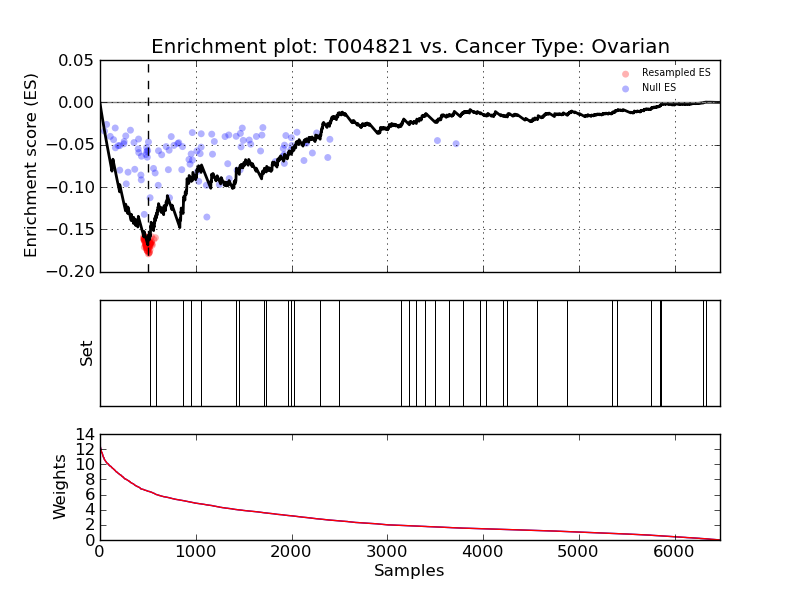 Enrichment plot: T004821 vs. Cancer Type: Ovarian
Enrichment score (ES)
0.05
0.00
−0.05
−0.10
−0.15
−0.20
Resampled ES
Null ES
Set
Weights
14
12
10
8
6
4
2
0
0 1000 2000 3000 4000 5000 6000
Samples